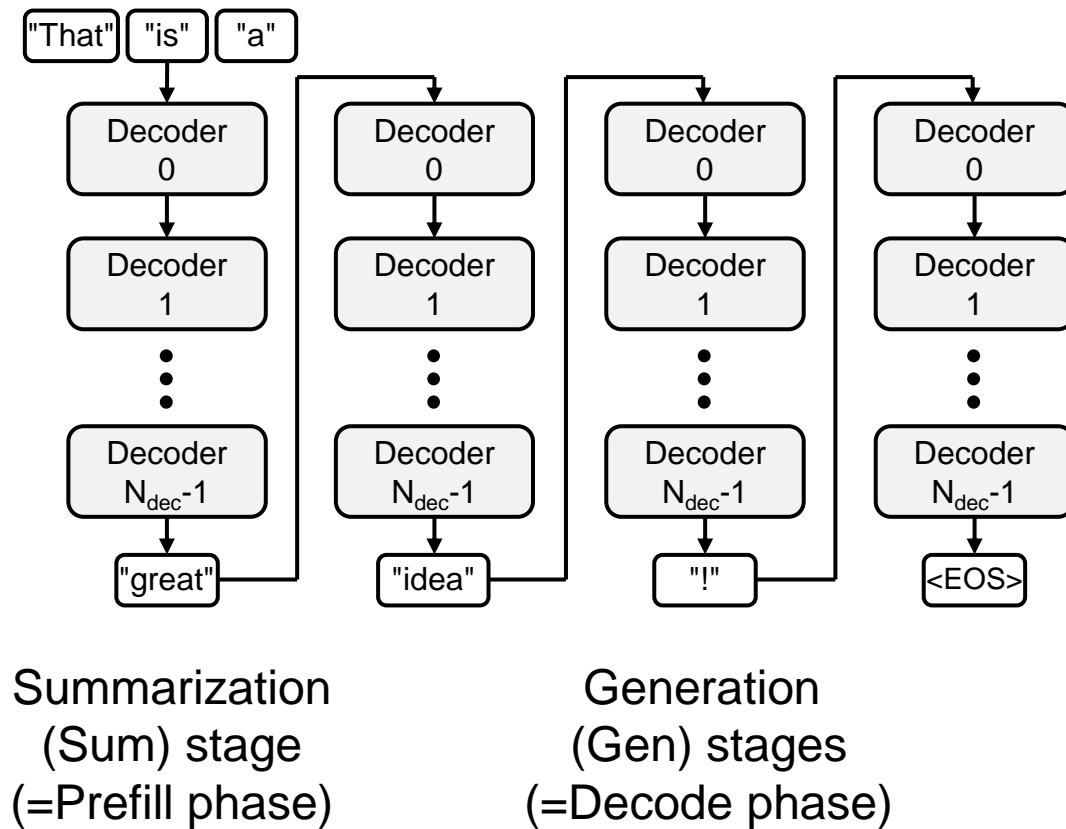 "That" "is" "a"
Decoder
0
Decoder
1
Decoder
N_dec-1
"great"
Decoder
0
Decoder
1
Decoder
N_dec-1
"idea"
Decoder
0
Decoder
1
Decoder
N_dec-1
"!"
Decoder
0
Decoder
1
Decoder
N_dec-1
<EOS>
Summarization
(Sum) stage
(=Prefill phase)
Generation
(Gen) stages
(=Decode phase)